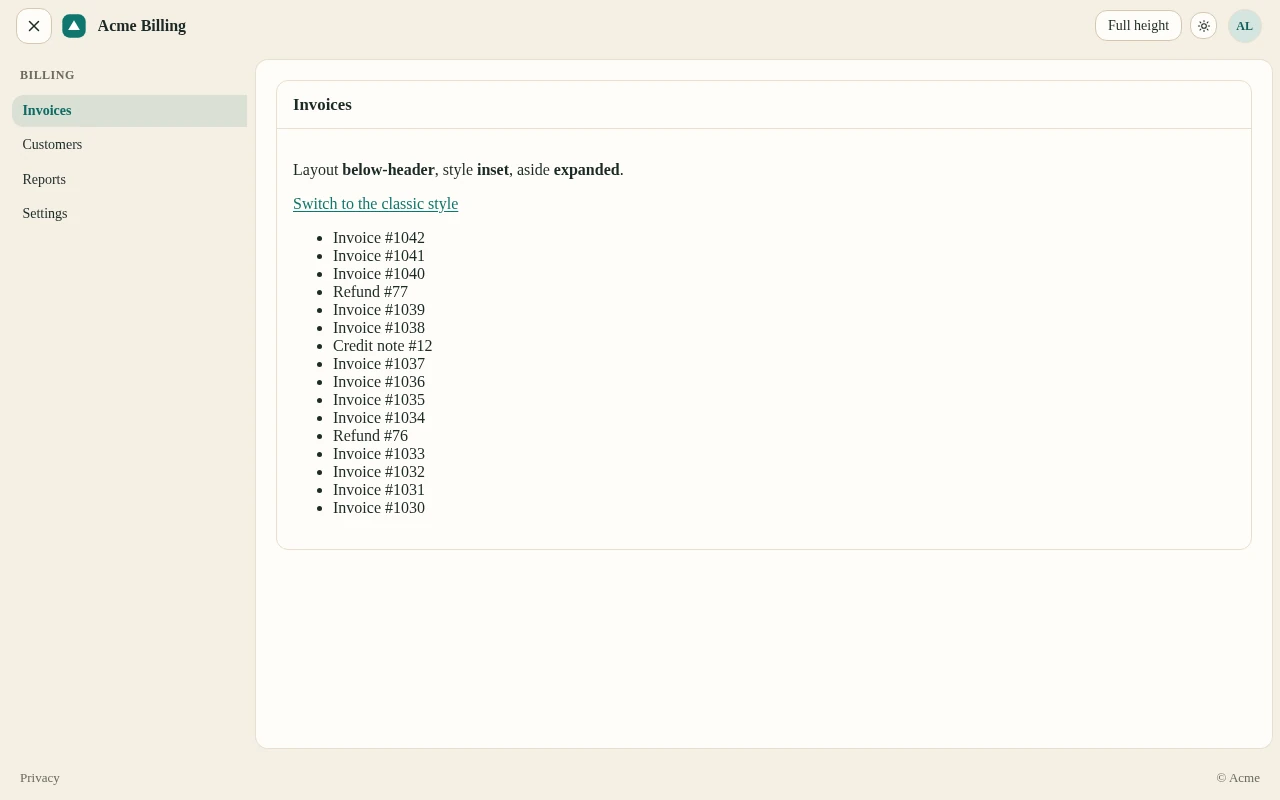 Acme Billing
Full height
AL
BILLING
Invoices
Customers
Reports
Settings
Invoices
Layout below-header, style inset, aside expanded.
Switch to the classic style
Invoice #1042
Invoice #1041
Invoice #1040
Refund #77
Invoice #1039
Invoice #1038
Credit note #12
Invoice #1037
Invoice #1036
Invoice #1035
Invoice #1034
Refund #76
Invoice #1033
Invoice #1032
Invoice #1031
Invoice #1030
Privacy
© Acme